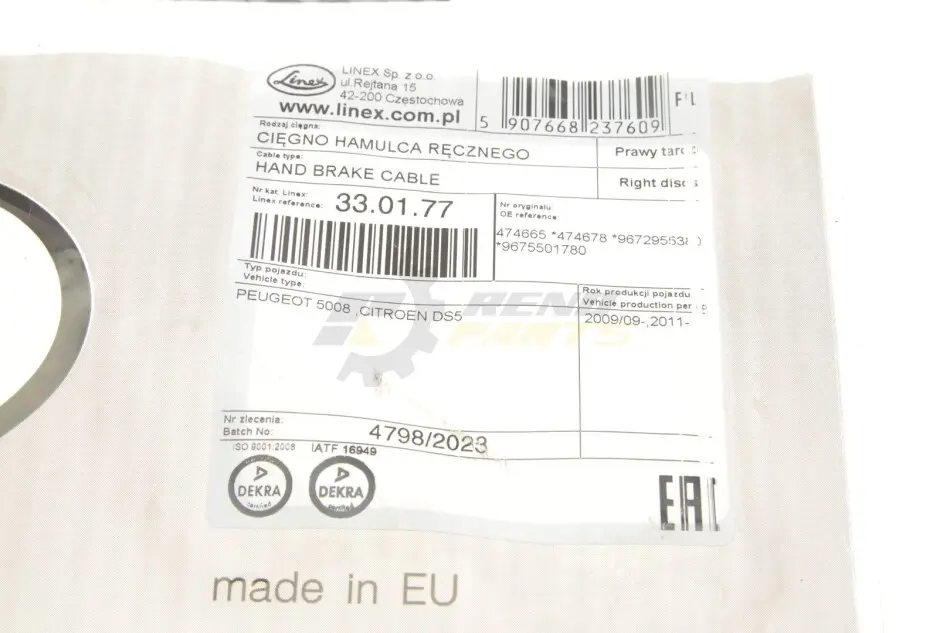 Linex
LINEX Sp. z o.o.
ul.Rejtana 15
42-200 Częstochowa
www.linex.com.pl
5 907668 237609
Rodzaj cięgna:
CIĘGNO HAMULCA RĘCZNEGO
Prawy tarc
Cable type:
HAND BRAKE CABLE
Right disc
Nr kat. Linex:
Linex reference: 33.01.77
Nr oryginału
OE reference:
474665 *474678 *967295538
*9675501780
Typ pojazdu:
Vehicle type:
PEUGEOT 5008 ,CITROEN DS5
Rok produkcji pojazdu
Vehicle production per
2009/09-,2011-
PARTS
Nr zlecenia:
Batch No: 4798/2023
ISO 9001:2008 IATF 16949
DEKRA DEKRA
EAC
made in EU